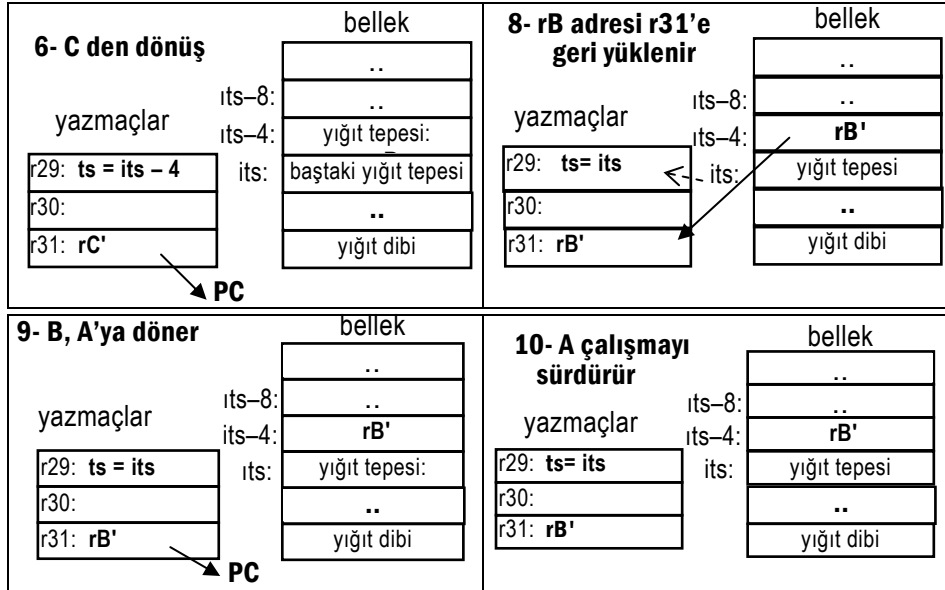 6- C den dönüş
bellek
. .
ıts–8:
. .
yazmaçlar
ıts–4:
yığıt tepesi:
r29: ts = its – 4
its:
baştaki yığıt tepesi
r30:
..
r31: rC'
yığıt dibi
PC
8- rB adresi r31'e
geri yüklenir
bellek
. .
ıts–8:
. .
yazmaçlar
ıts–4:
rB'
r29: ts= its
its:
yığıt tepesi
r30:
..
r31: rB'
yığıt dibi
9- B, A'ya döner
bellek
. .
ıts–8:
. .
yazmaçlar
its–4:
rB'
r29: ts = its
ıts:
yığıt tepesi:
r30:
..
r31: rB'
yığıt dibi
PC
10- A çalışmayı
sürdürür
bellek
. .
ıts–8:
. .
yazmaçlar
ıts–4:
rB'
r29: ts= its
its:
yığıt tepesi
r30:
..
r31: rB'
yığıt dibi